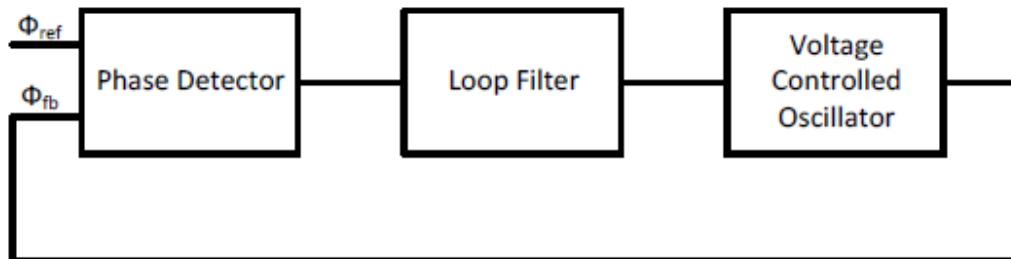 Φref
Φfb
Phase Detector
Loop Filter
Voltage
Controlled
Oscillator